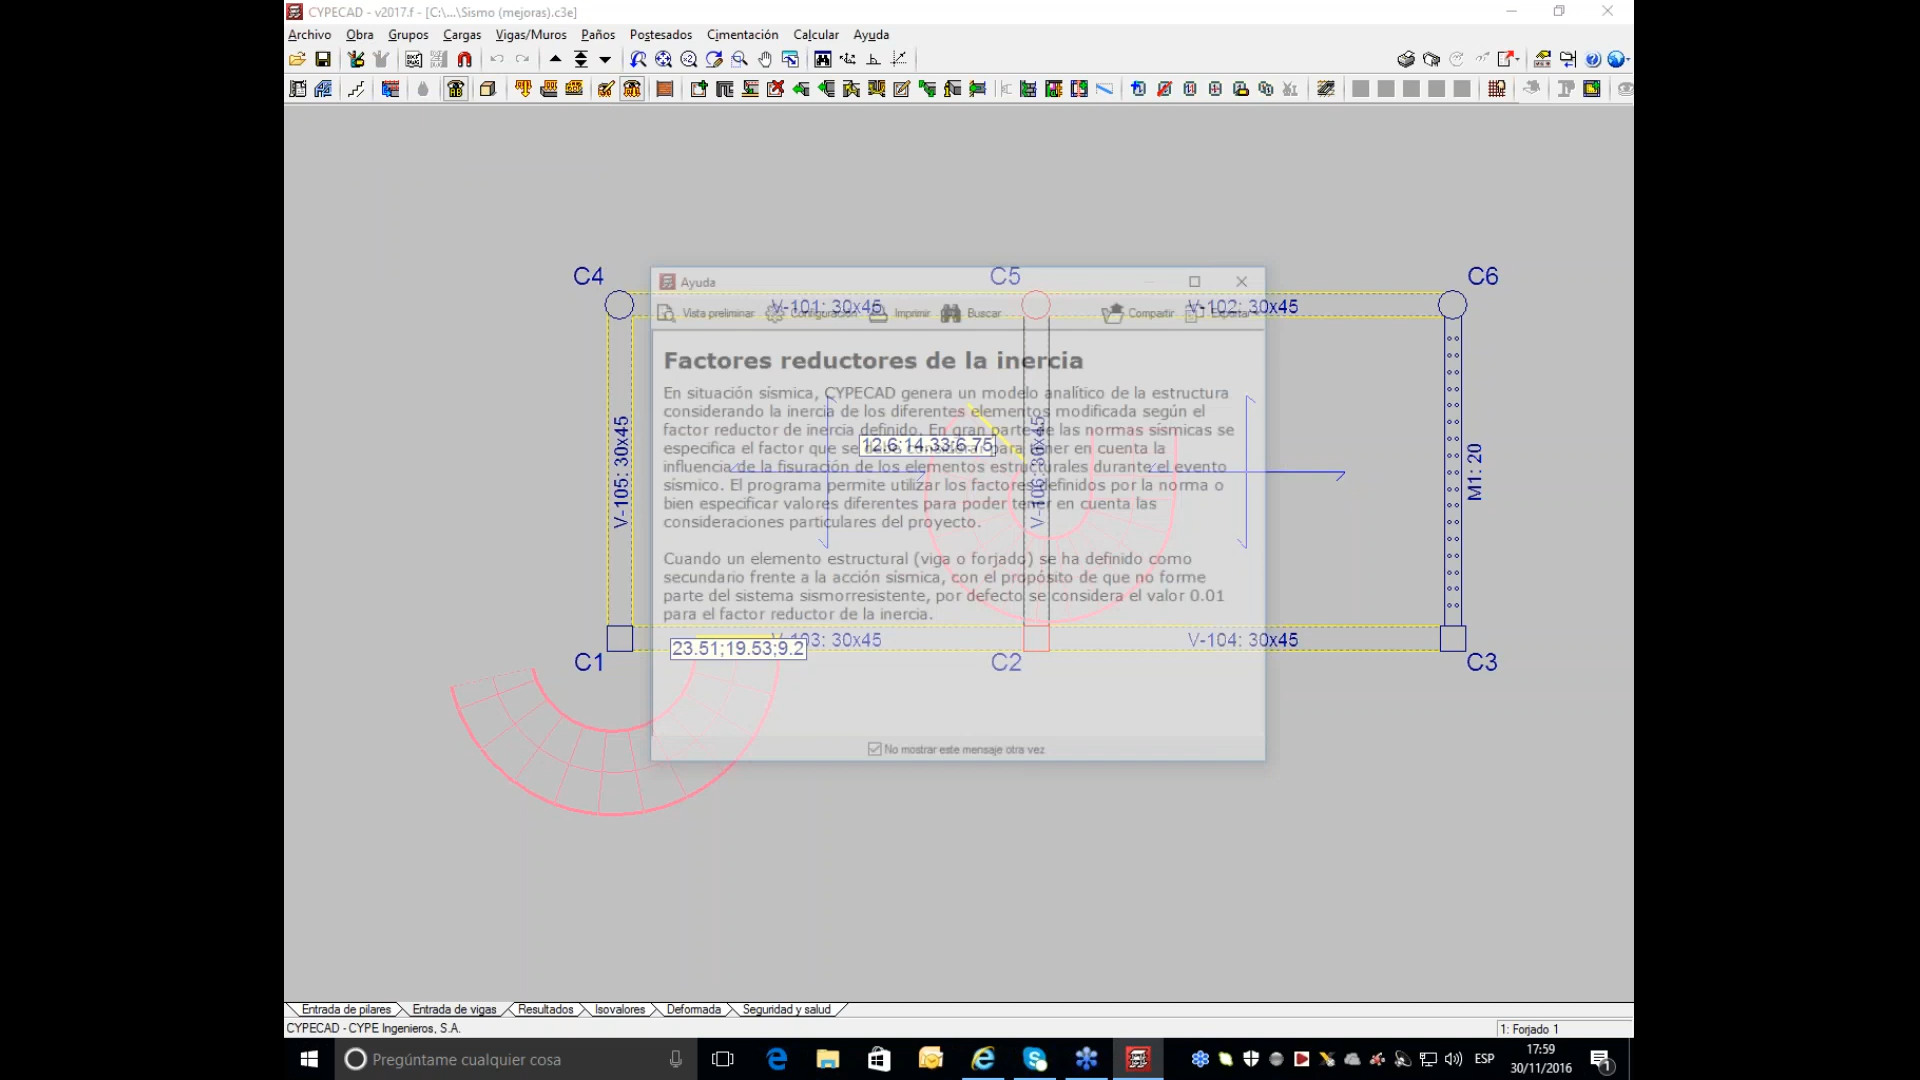 CYPECAD - v2017.f - [C:\...\Sismo (mejoras).c3e]
Archivo Obra Grupos Cargas Vigas/Muros Paños Postesados Cimentación Calcular Ayuda
C4 C5 C6
Ayuda
V-101: 30x45 V-102: 30x45
Vista preliminar Configuración Imprimir Buscar Compartir Exportar
Factores reductores de la inercia
En situación sísmica, CYPECAD genera un modelo analítico de la estructura
considerando la inercia de los diferentes elementos modificada según el
factor reductor de inercia definido. En gran parte de las normas sísmicas se
especifica el factor que se debe considerar para tener en cuenta la
influencia de la fisuración de los elementos estructurales durante el evento
sísmico. El programa permite utilizar los factores definidos por la norma o
bien especificar valores diferentes para poder tener en cuenta las
consideraciones particulares del proyecto.
12.6;14.33;6.75
V-105: 30x45
V-106: 30x45
M1: 20
Cuando un elemento estructural (viga o forjado) se ha definido como
secundario frente a la acción sísmica, con el propósito de que no forme
parte del sistema sismorresistente, por defecto se considera el valor 0.01
para el factor reductor de la inercia.
V-103: 30x45 V-104: 30x45
23.51;19.53;9.2
C1 C2 C3
No mostrar este mensaje otra vez
Entrada de pilares Entrada de vigas Resultados Isovalores Deformada Seguridad y salud
CYPECAD - CYPE Ingenieros, S.A.
1: Forjado 1
Pregúntame cualquier cosa
ESP
17:59
30/11/2016
1